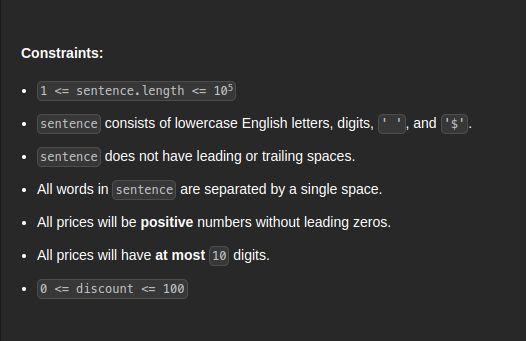 Constraints:
• 1 <= sentence.length <= 10⁵
• sentence consists of lowercase English letters, digits, ' ', and '$'.
• sentence does not have leading or trailing spaces.
• All words in sentence are separated by a single space.
• All prices will be positive numbers without leading zeros.
• All prices will have at most 10 digits.
• 0 <= discount <= 100